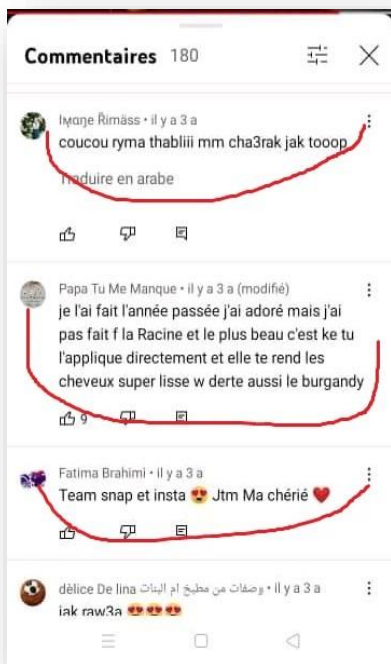 Commentaires 180
Iмαŋe Řimäss • il y a 3 a
coucou ryma thabliii mm cha3rak jak tooop
Traduire en arabe
Papa Tu Me Manque • il y a 3 a (modifié)
je l'ai fait l'année passée j'ai adoré mais j'ai
pas fait f la Racine et le plus beau c'est ke tu
l'applique directement et elle te rend les
cheveux super lisse w derte aussi le burgandy
9
Fatima Brahimi • il y a 3 a
Team snap et insta 😍 Jtm Ma chérié ❤️
dèlice De lina وصفات من مطبخ ام البنات • il y a 3 a
jak raw3a 😍😍😍